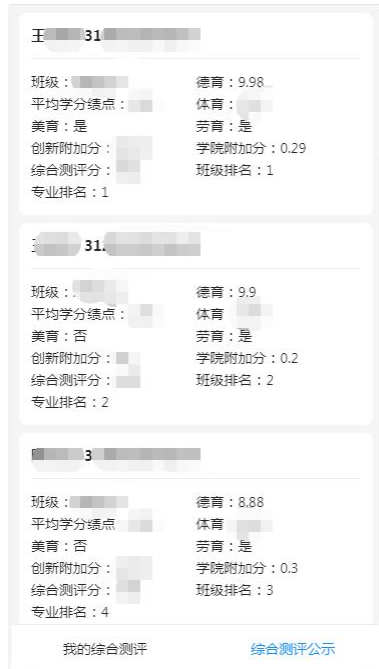 王 31
班级： 德育：9.98
平均学分绩点： 体育：
美育：是 劳育：是
创新附加分： 学院附加分：0.29
综合测评分： 班级排名：1
专业排名：1
31
班级： 德育：9.9
平均学分绩点： 体育
美育：否 劳育：是
创新附加分： 学院附加分：0.2
综合测评分： 班级排名：2
专业排名：2
3
班级： 德育：8.88
平均学分绩点 体育
美育：否 劳育：是
创新附加分： 学院附加分：0.3
综合测评分： 班级排名：3
专业排名：4
我的综合测评 综合测评公示